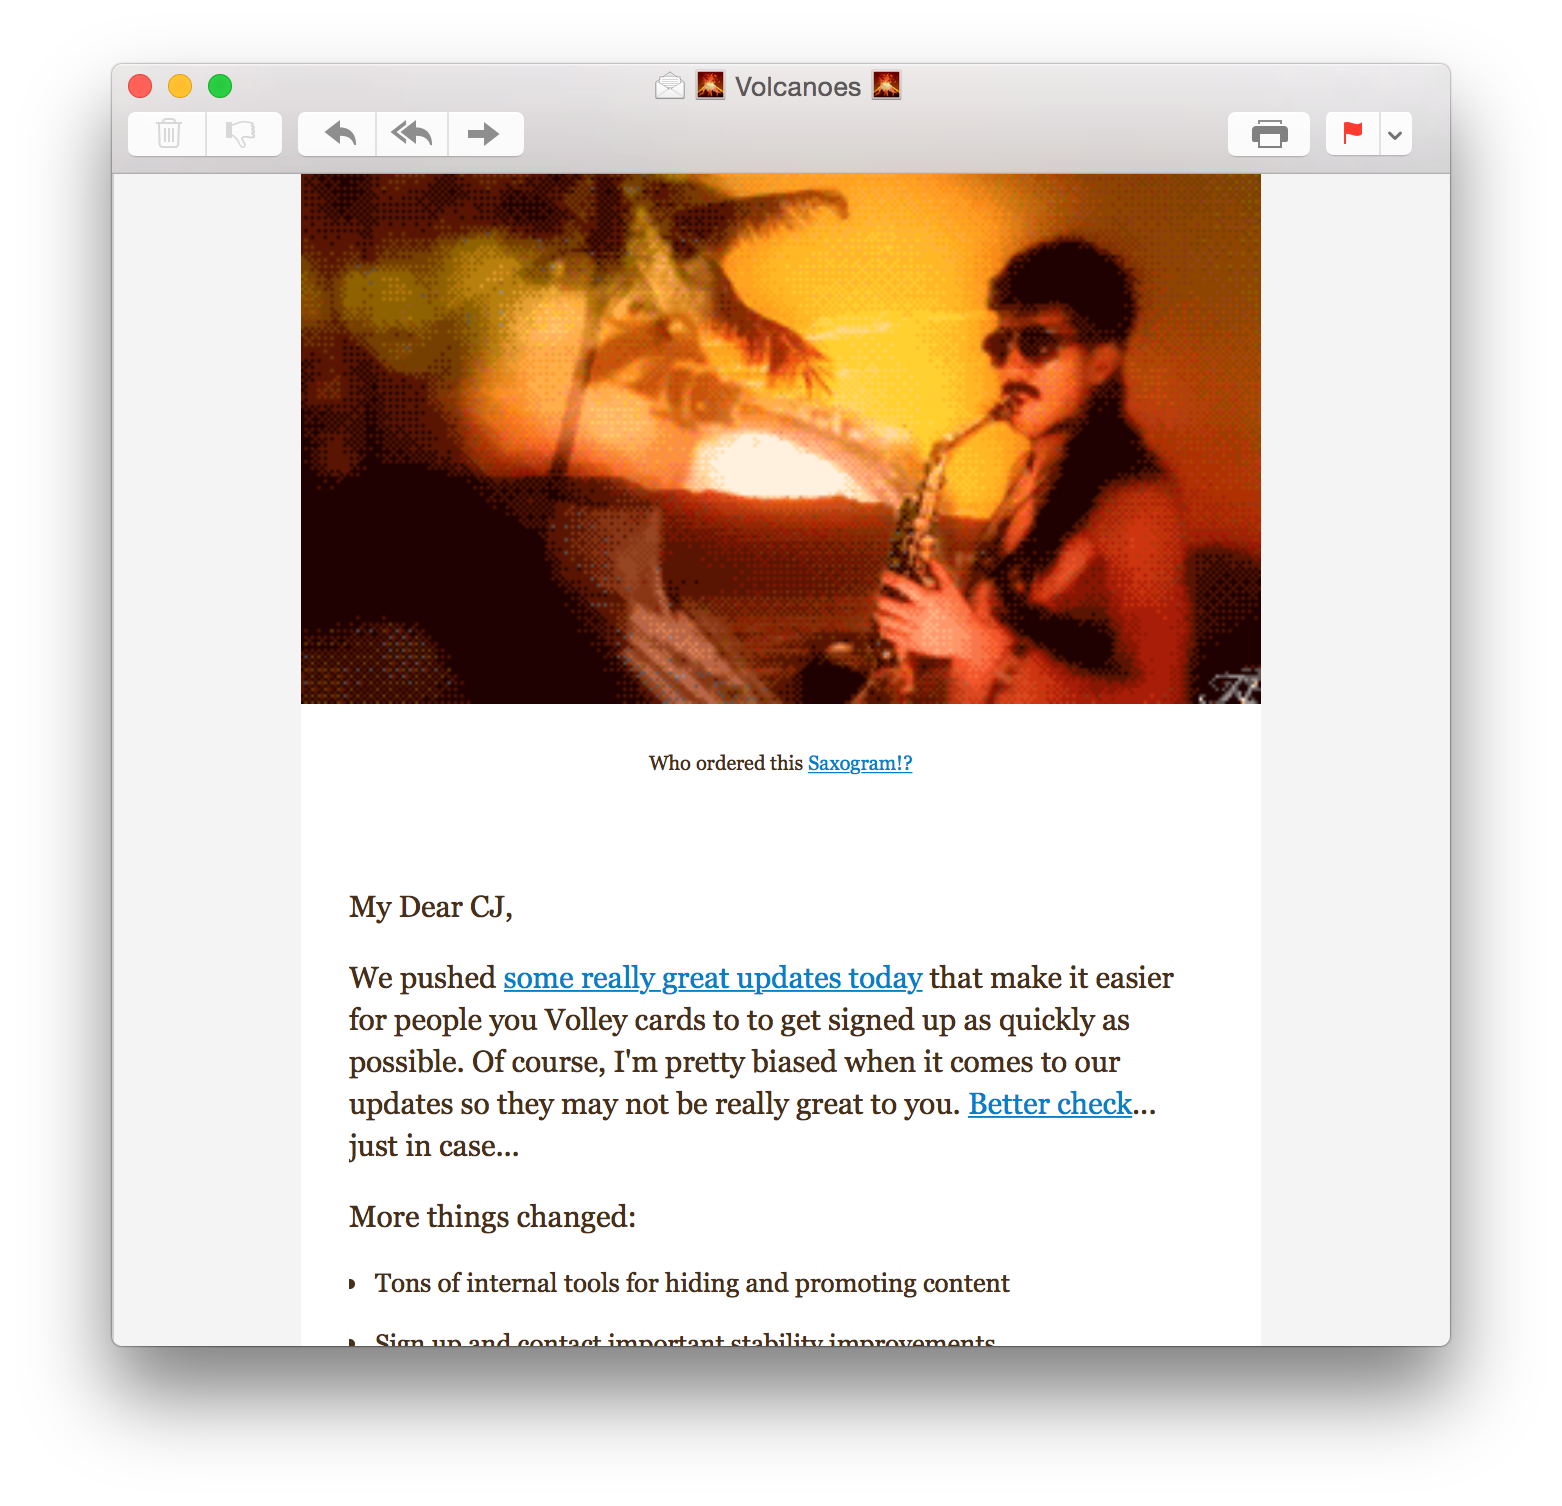 🌋 Volcanoes 🌋
Who ordered this Saxogram!?
My Dear CJ,
We pushed some really great updates today that make it easier
for people you Volley cards to to get signed up as quickly as
possible. Of course, I'm pretty biased when it comes to our
updates so they may not be really great to you. Better check...
just in case...
More things changed:
• Tons of internal tools for hiding and promoting content
• Sign up and contact important stability improvements